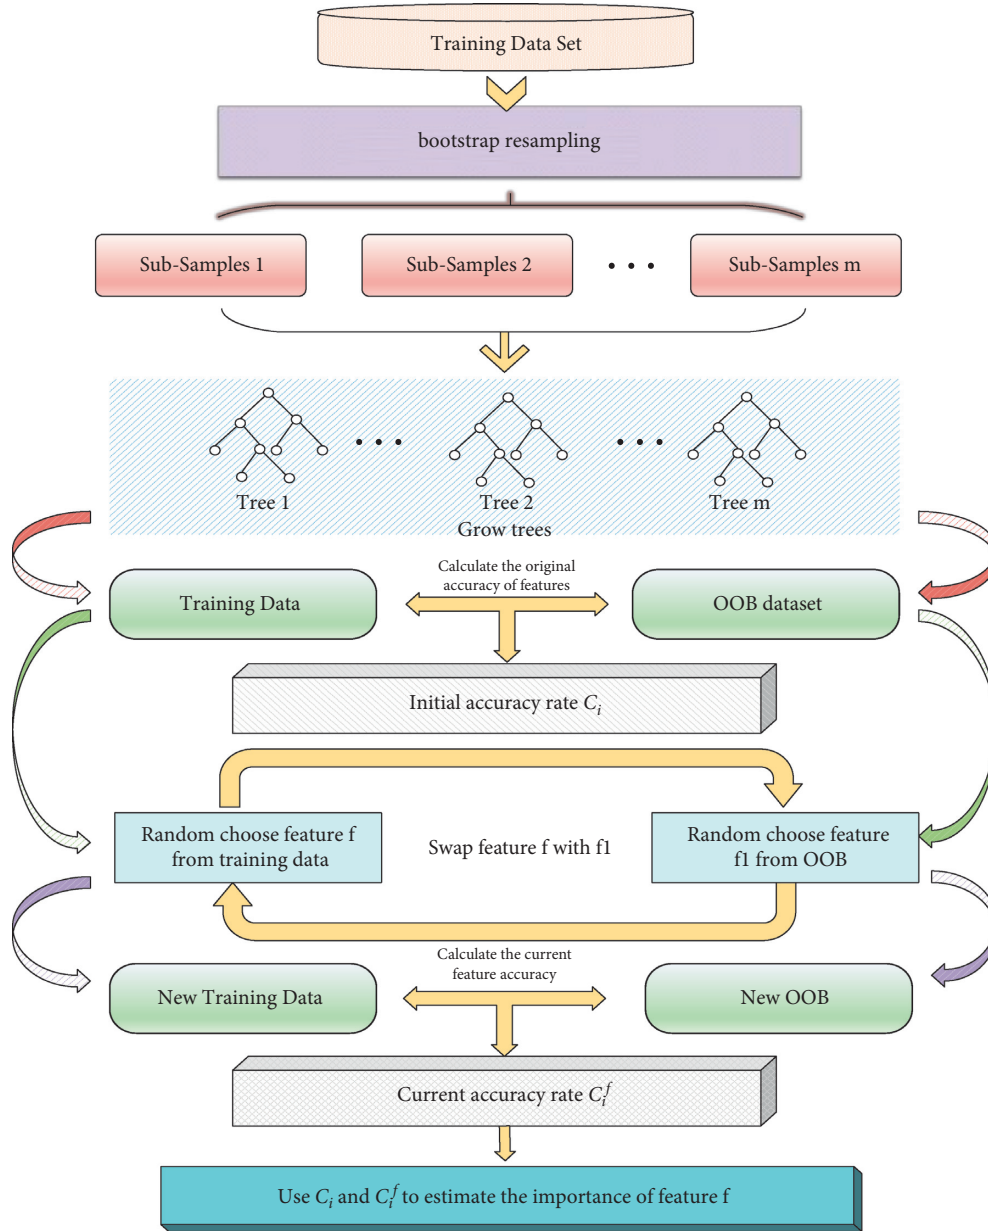 Training Data Set
bootstrap resampling
Sub-Samples 1
Sub-Samples 2
• • •
Sub-Samples m
• • •
• • •
Tree 1
Tree 2
Tree m
Grow trees
Calculate the original
accuracy of features
Training Data
OOB dataset
Initial accuracy rate C_i
Random choose feature f
from training data
Swap feature f with f1
Random choose feature
f1 from OOB
Calculate the current
feature accuracy
New Training Data
New OOB
Current accuracy rate C_i^f
Use C_i and C_i^f to estimate the importance of feature f